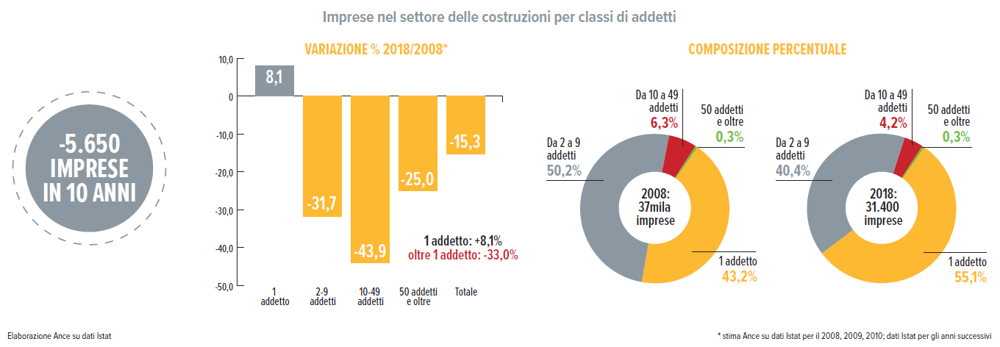 Imprese nel settore delle costruzioni per classi di addetti
-5.650
IMPRESE
IN 10 ANNI
VARIAZIONE % 2018/2008*
10,0
0
-10,0
-20,0
-30,0
-40,0
-50,0
8,1
-31,7
-43,9
-25,0
-15,3
1 addetto: +8,1%
oltre 1 addetto: -33,0%
1
addetto
2-9
addetti
10-49
addetti
50 addetti
e oltre
Totale
COMPOSIZIONE PERCENTUALE
Da 10 a 49
addetti
6,3%
50 addetti
e oltre
0,3%
Da 2 a 9
addetti
50,2%
2008:
37mila
imprese
1 addetto
43,2%
Da 10 a 49
addetti
4,2%
50 addetti
e oltre
0,3%
Da 2 a 9
addetti
40,4%
2018:
31.400
imprese
1 addetto
55,1%
Elaborazione Ance su dati Istat
* stima Ance su dati Istat per il 2008, 2009, 2010; dati Istat per gli anni successivi